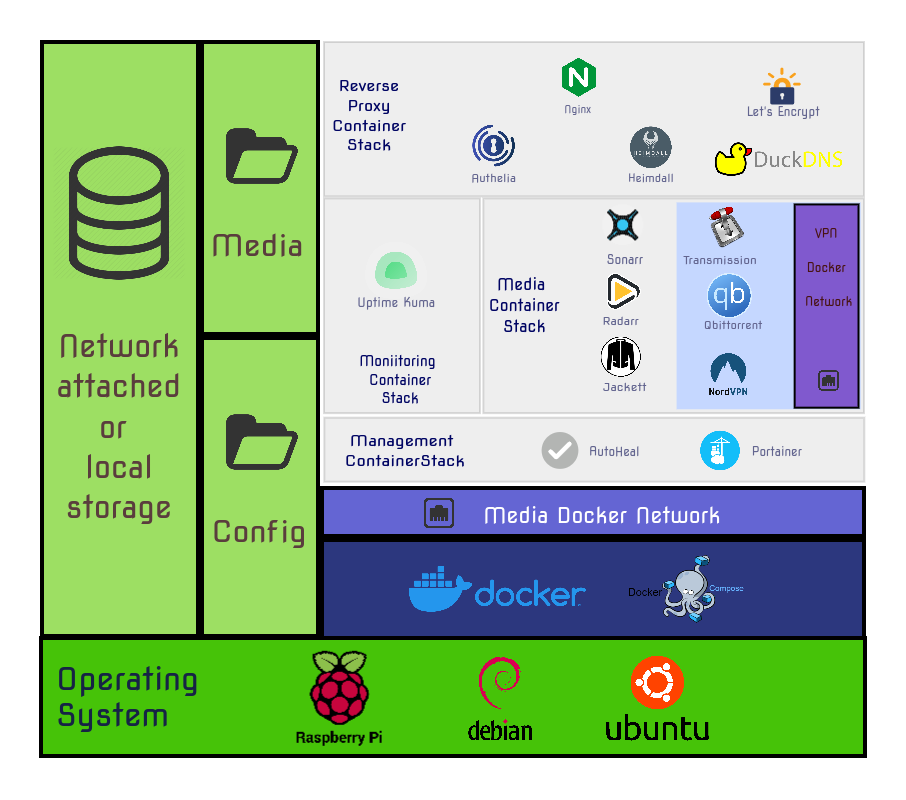 Network
attached
or
local
storage
Media
Config
Reverse
Proxy
Container
Stack
Nginx
Authelia
HEIMDALL
Heimdall
Let's Encrypt
DuckDNS
Uptime Kuma
Moniitoring
Container
Stack
Media
Container
Stack
Sonarr
Radarr
Jackett
Transmission
qb
Qbittorrent
NordVPN
VPN
Docker
Network
Management
ContainerStack
AutoHeal
Portainer
Media Docker Network
docker
Docker Compose
Operating
System
Raspberry Pi
debian
ubuntu